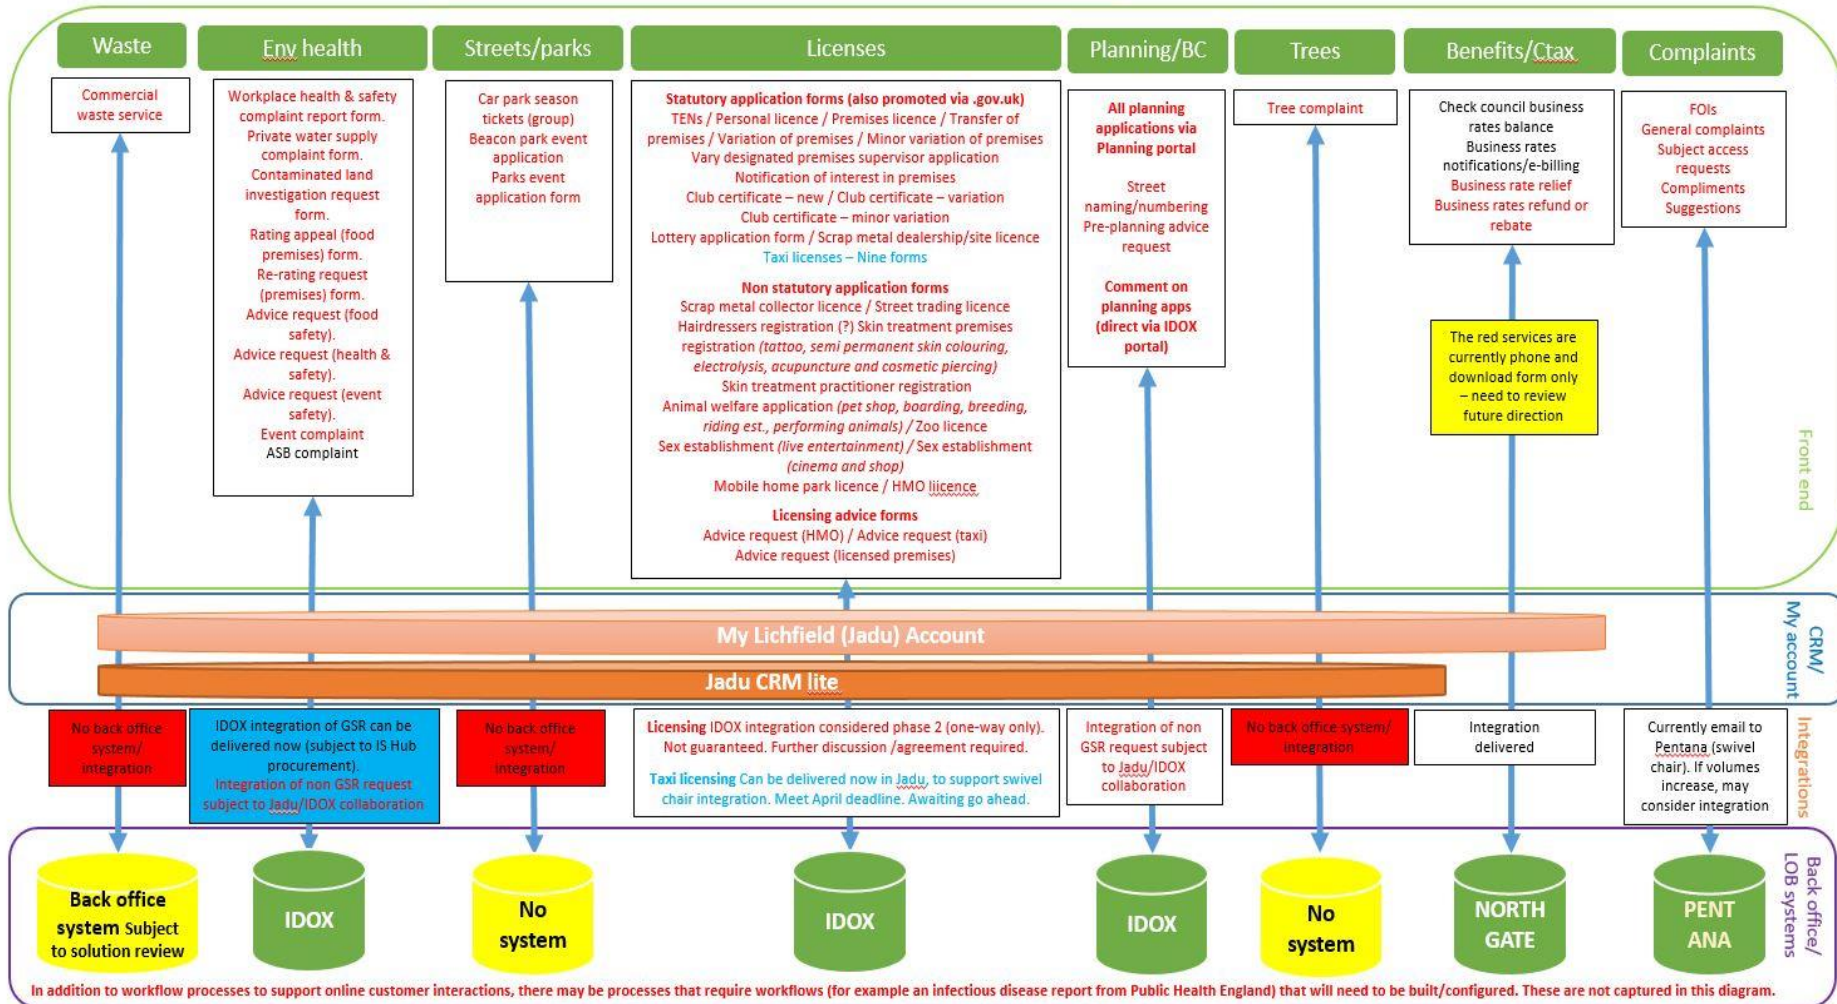 Waste
Env health
Streets/parks
Licenses
Planning/BC
Trees
Benefits/Ctax
Complaints
Commercial
waste service
Workplace health & safety
complaint report form.
Private water supply
complaint form.
Contaminated land
investigation request
form.
Rating appeal (food
premises) form.
Re-rating request
(premises) form.
Advice request (food
safety).
Advice request (health &
safety).
Advice request (event
safety).
Event complaint
ASB complaint
Car park season
tickets (group)
Beacon park event
application
Parks event
application form
Statutory application forms (also promoted via .gov.uk)
TENs / Personal licence / Premises licence / Transfer of
premises / Variation of premises / Minor variation of premises
Vary designated premises supervisor application
Notification of interest in premises
Club certificate – new / Club certificate – variation
Club certificate – minor variation
Lottery application form / Scrap metal dealership/site licence
Taxi licenses – Nine forms
Non statutory application forms
Scrap metal collector licence / Street trading licence
Hairdressers registration (?) Skin treatment premises
registration (tattoo, semi permanent skin colouring,
electrolysis, acupuncture and cosmetic piercing)
Skin treatment practitioner registration
Animal welfare application (pet shop, boarding, breeding,
riding est., performing animals) / Zoo licence
Sex establishment (live entertainment) / Sex establishment
(cinema and shop)
Mobile home park licence / HMO liicence
Licensing advice forms
Advice request (HMO) / Advice request (taxi)
Advice request (licensed premises)
All planning
applications via
Planning portal
Street
naming/numbering
Pre-planning advice
request
Comment on
planning apps
(direct via IDOX
portal)
Tree complaint
Check council business
rates balance
Business rates
notifications/e-billing
Business rate relief
Business rates refund or
rebate
The red services are
currently phone and
download form only
– need to review
future direction
FOIs
General complaints
Subject access
requests
Compliments
Suggestions
Front end
My Lichfield (Jadu) Account
Jadu CRM lite
CRM/
My account
No back office
system/
integration
IDOX integration of GSR can be
delivered now (subject to IS Hub
procurement).
Integration of non GSR request
subject to Jadu/IDOX collaboration
No back office
system/
integration
Licensing IDOX integration considered phase 2 (one-way only).
Not guaranteed. Further discussion /agreement required.
Taxi licensing Can be delivered now in Jadu, to support swivel
chair integration. Meet April deadline. Awaiting go ahead.
Integration of non
GSR request subject
to Jadu/IDOX
collaboration
No back office system/
integration
Integration
delivered
Currently email to
Pentana (swivel
chair). If volumes
increase, may
consider integration
Integrations
Back office
system Subject
to solution review
IDOX
No
system
IDOX
IDOX
No
system
NORTH
GATE
PENT
ANA
Back office/
LOB systems
In addition to workflow processes to support online customer interactions, there may be processes that require workflows (for example an infectious disease report from Public Health England) that will need to be built/configured. These are not captured in this diagram.